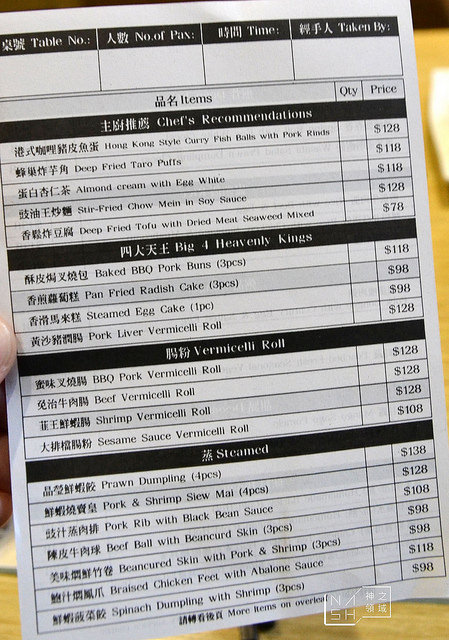 桌號 Table No.: 人數 No.of Pax: 時間 Time: 經手人 Taken By:
品名 Items Qty Price
主廚推薦 Chef's Recommendations
港式咖哩豬皮魚蛋 Hong Kong Style Curry Fish Balls with Pork Rinds $128
蜂巢炸芋角 Deep Fried Taro Puffs $118
蛋白杏仁茶 Almond cream with Egg White $118
豉油王炒麵 Stir-Fried Chow Mein in Soy Sauce $128
香鬆炸豆腐 Deep Fried Tofu with Dried Meat Seaweed Mixed $78
四大天王 Big 4 Heavenly Kings
酥皮焗叉燒包 Baked BBQ Pork Buns (3pcs) $118
香煎蘿蔔糕 Pan Fried Radish Cake (3pcs) $98
香滑馬來糕 Steamed Egg Cake (1pc) $98
黃沙豬潤腸 Pork Liver Vermicelli Roll $128
腸粉 Vermicelli Roll
蜜味叉燒腸 BBQ Pork Vermicelli Roll $128
免治牛肉腸 Beef Vermicelli Roll $128
韮王鮮蝦腸 Shrimp Vermicelli Roll $128
大排檔腸粉 Sesame Sauce Vermicelli Roll $108
蒸 Steamed
晶瑩鮮蝦餃 Prawn Dumpling (4pcs) $138
鮮蝦燒賣皇 Pork & Shrimp Siew Mai (4pcs) $128
豉汁蒸肉排 Pork Rib with Black Bean Sauce $108
陳皮牛肉球 Beef Ball with Beancurd Skin (3pcs) $98
美味燜鮮竹卷 Beancured Skin with Pork & Shrimp (3pcs) $98
鮑汁燜鳳爪 Braised Chicken Feet with Abalone Sauce $118
鮮蝦菠菜餃 Spinach Dumpling with Shrimp (3pcs) $98
請轉看後頁 More Items on overleaf
NASH 神之領域